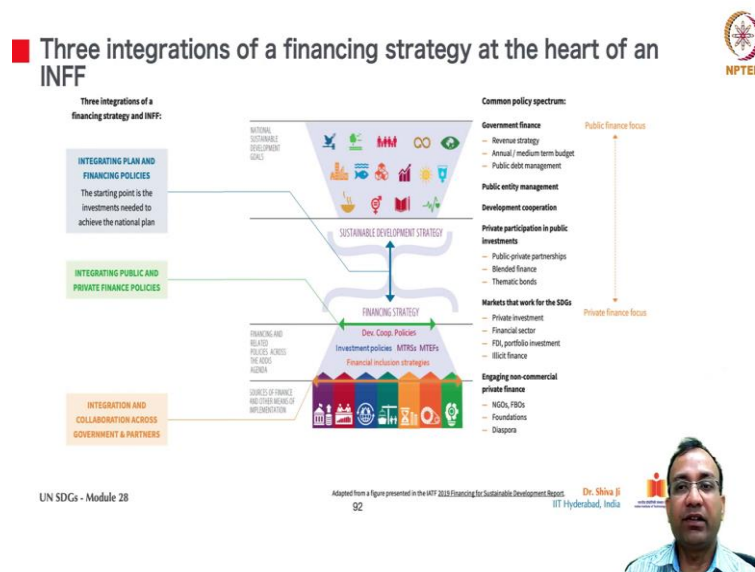 Three integrations of a financing strategy at the heart of an
INFF
NPTEL
Three integrations of a
financing strategy and INFF:
INTEGRATING PLAN AND
FINANCING POLICIES
The starting point is the
investments needed to
achieve the national plan
INTEGRATING PUBLIC AND
PRIVATE FINANCE POLICIES
INTEGRATION AND
COLLABORATION ACROSS
GOVERNMENT & PARTNERS
NATIONAL
SUSTAINABLE
DEVELOPMENT
GOALS
SUSTAINABLE DEVELOPMENT STRATEGY
FINANCING STRATEGY
FINANCING AND
RELATED
POLICIES ACROSS
THE ADDIS
AGENDA
Dev. Coop. Policies
Investment policies MTRSs MTEFs
Financial inclusion strategies
SOURCES OF FINANCE
AND OTHER MEANS OF
IMPLEMENTATION
Common policy spectrum:
Government finance
– Revenue strategy
– Annual / medium term budget
– Public debt management
Public entity management
Development cooperation
Private participation in public
investments
– Public-private partnerships
– Blended finance
– Thematic bonds
Markets that work for the SDGs
– Private investment
– Financial sector
– FDI, portfolio investment
– Illicit finance
Engaging non-commercial
private finance
– NGOs, FBOs
– Foundations
– Diaspora
Public finance focus
Private finance focus
UN SDGs - Module 28
Adapted from a figure presented in the IATF 2019 Financing for Sustainable Development Report.
92
Dr. Shiva Ji
IIT Hyderabad, India